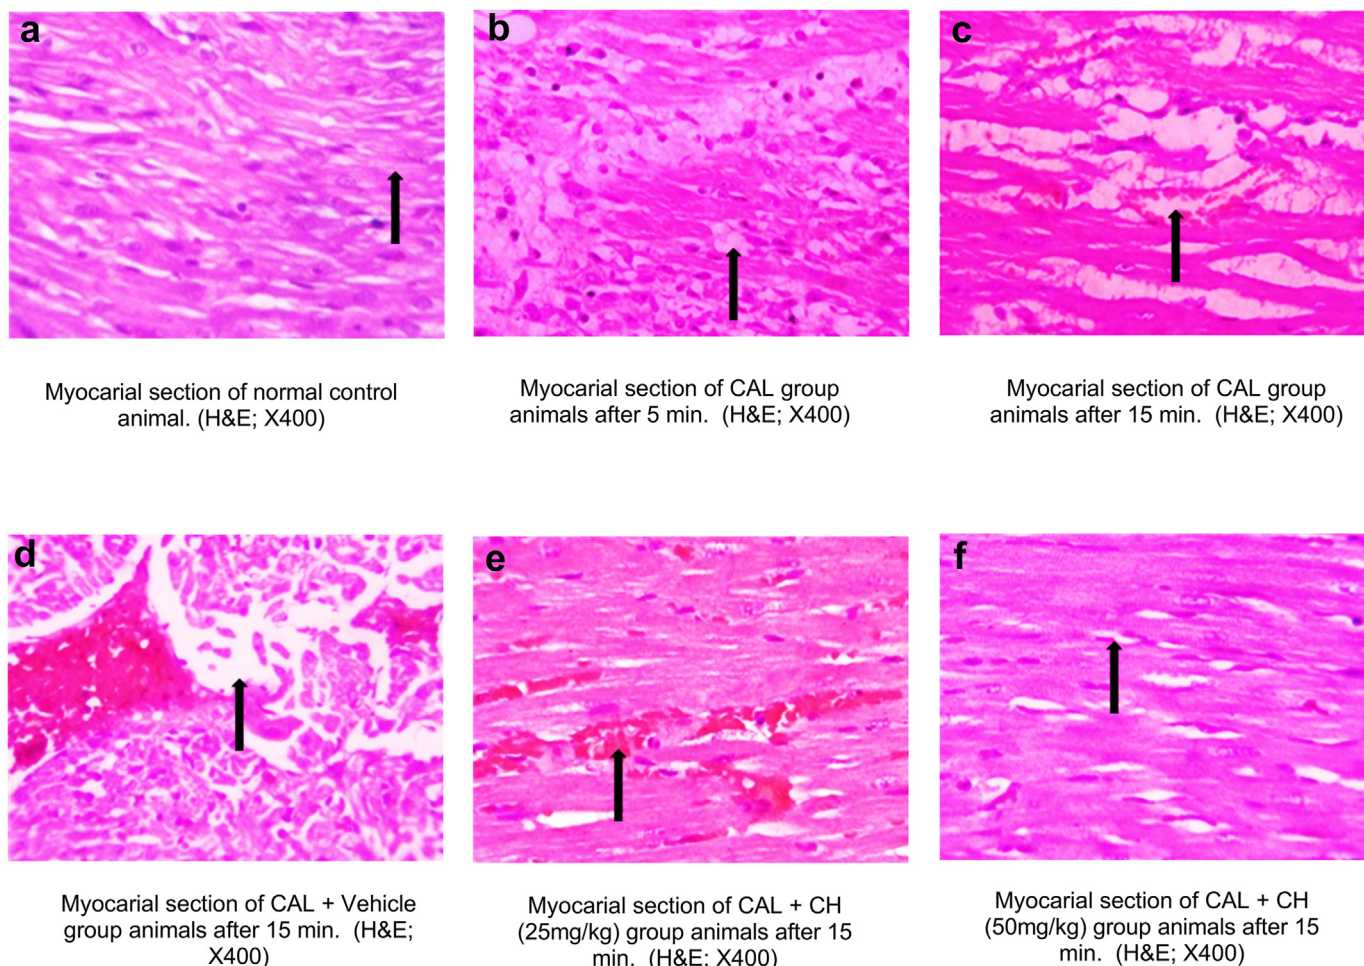 a
b
c
Myocarial section of normal control
animal. (H&E; X400)
Myocarial section of CAL group
animals after 5 min.  (H&E; X400)
Myocarial section of CAL group
animals after 15 min.  (H&E; X400)
d
e
f
Myocarial section of CAL + Vehicle
group animals after 15 min.  (H&E;
X400)
Myocarial section of CAL + CH
(25mg/kg) group animals after 15
min.  (H&E; X400)
Myocarial section of CAL + CH
(50mg/kg) group animals after 15
min.  (H&E; X400)